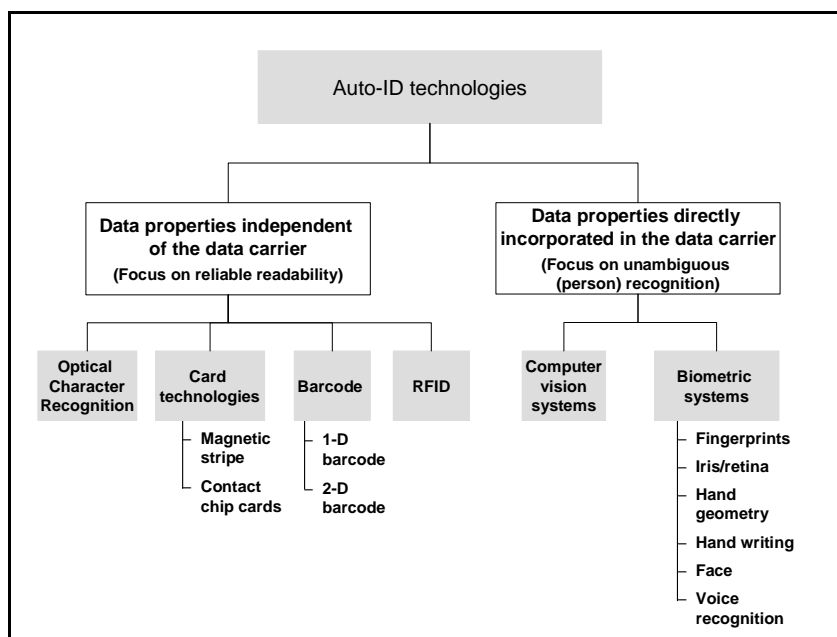 Auto-ID technologies
Data properties independent
of the data carrier
(Focus on reliable readability)
Data properties directly
incorporated in the data carrier
(Focus on unambiguous
(person) recognition)
Optical
Character
Recognition
Card
technologies
Barcode
RFID
Computer
vision
systems
Biometric
systems
Magnetic
stripe
Contact
chip cards
1-D
barcode
2-D
barcode
Fingerprints
Iris/retina
Hand
geometry
Hand writing
Face
Voice
recognition